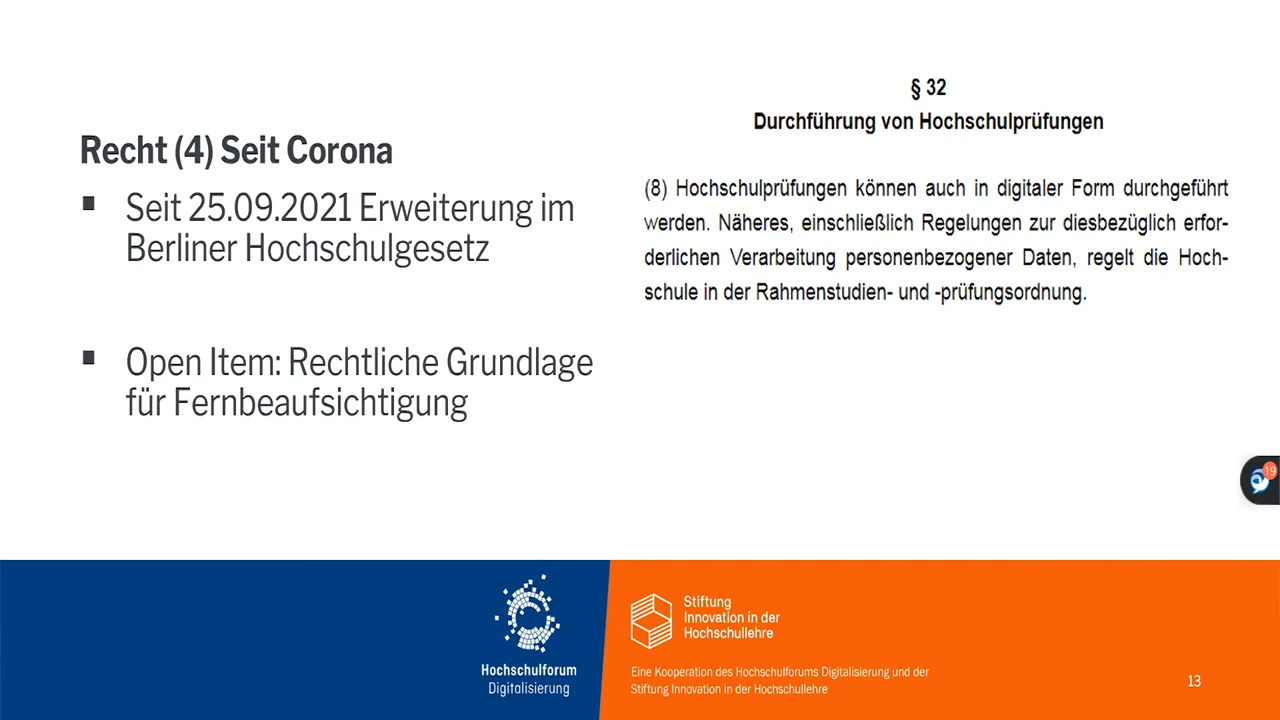 Recht (4) Seit Corona
▪ Seit 25.09.2021 Erweiterung im
Berliner Hochschulgesetz
▪ Open Item: Rechtliche Grundlage
für Fernbeaufsichtigung
§ 32
Durchführung von Hochschulprüfungen
(8) Hochschulprüfungen können auch in digitaler Form durchgeführt
werden. Näheres, einschließlich Regelungen zur diesbezüglich erfor-
derlichen Verarbeitung personenbezogener Daten, regelt die Hoch-
schule in der Rahmenstudien- und -prüfungsordnung.
19
Hochschulforum
Digitalisierung
Stiftung
Innovation in der
Hochschullehre
Eine Kooperation des Hochschulforums Digitalisierung und der
Stiftung Innovation in der Hochschullehre
13